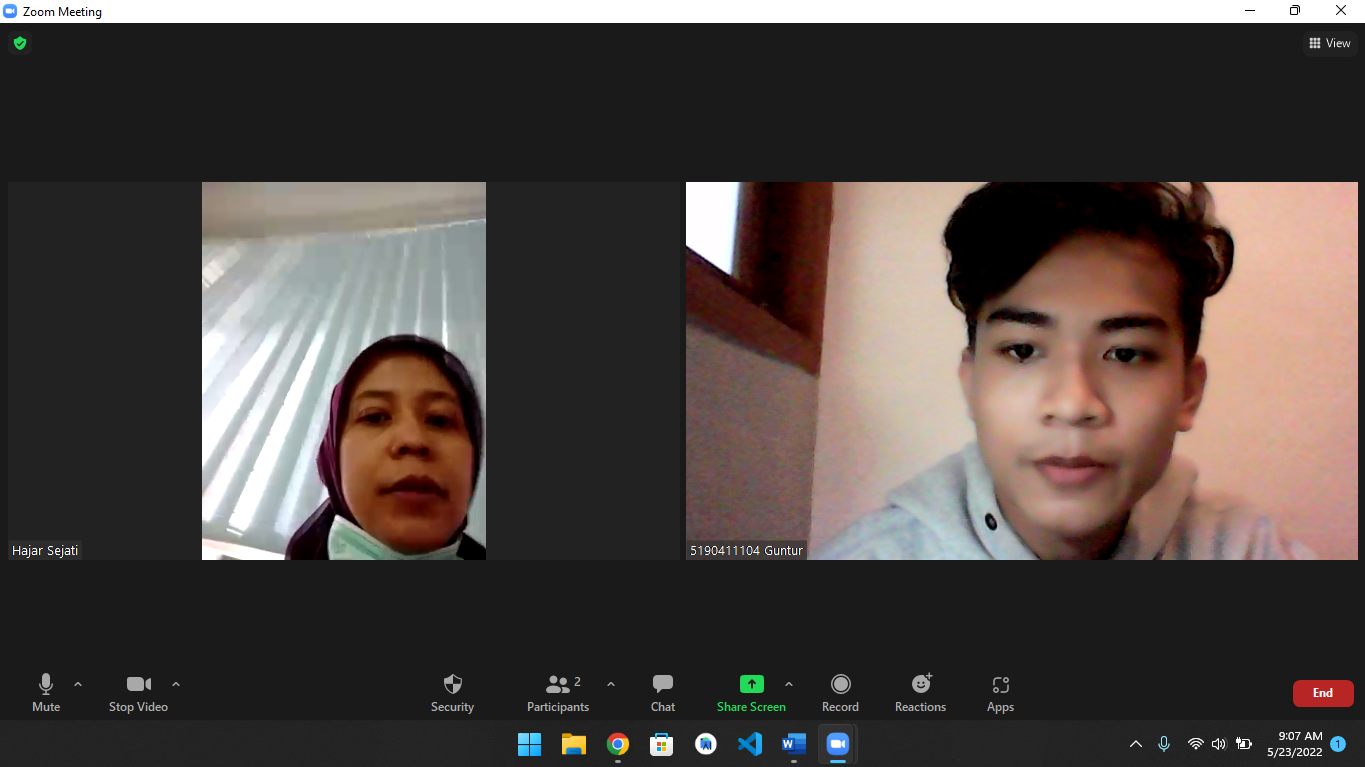 Zoom Meeting
View
Hajar Sejati
5190411104 Guntur
Mute
Stop Video
Security
Participants
2
Chat
Share Screen
Record
Reactions
Apps
End
9:07 AM
5/23/2022
1